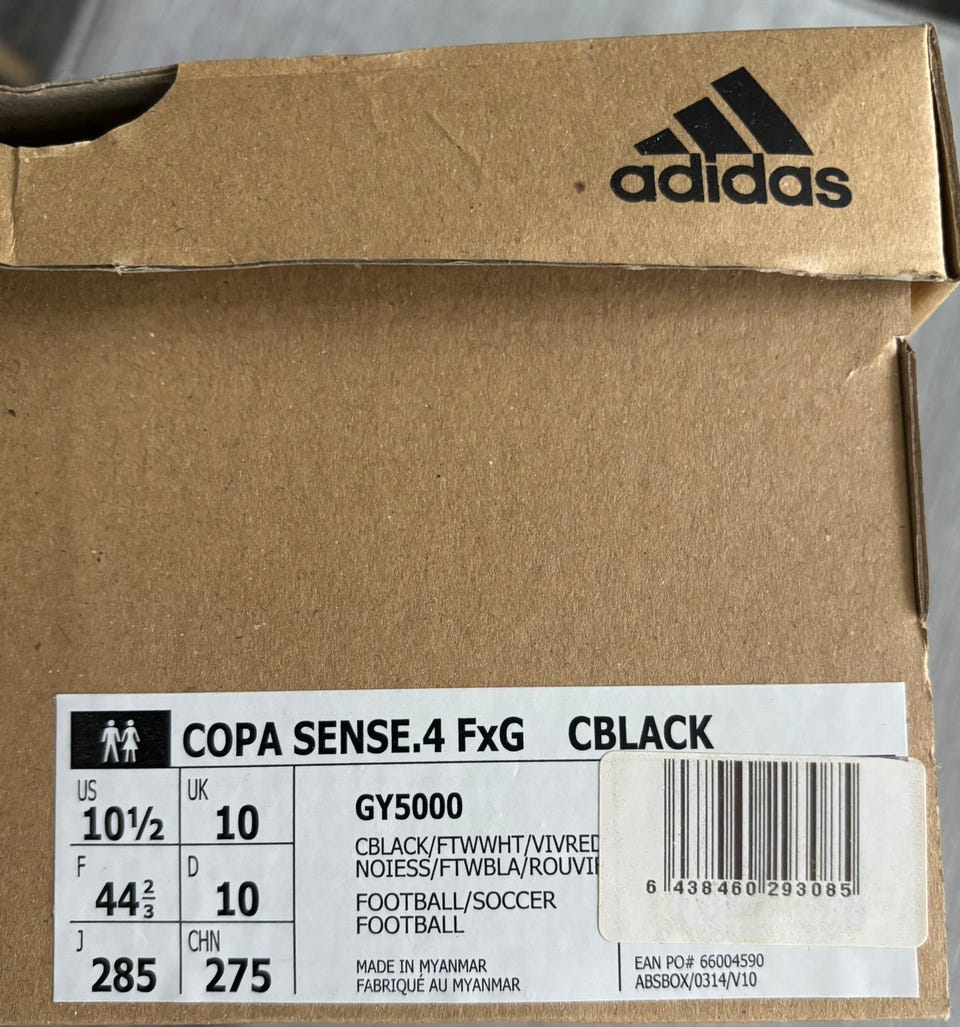 adidas
COPA SENSE.4 FxG CBLACK
US
10½
UK
10
F
44⅔
D
10
J
285
CHN
275
GY5000
CBLACK/FTWWHT/VIVRED
NOIESS/FTWBLA/ROUVI
FOOTBALL/SOCCER
FOOTBALL
MADE IN MYANMAR
FABRIQUÉ AU MYANMAR
6 438460 293085
EAN PO# 66004590
ABSBOX/0314/V10